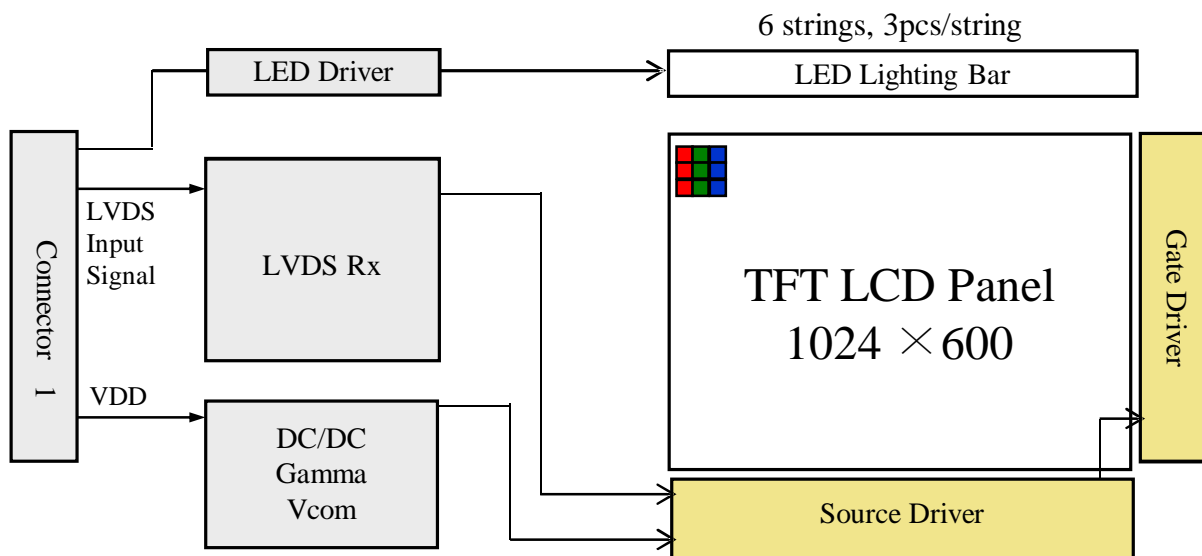 6 strings, 3pcs/string
LED Driver
LED Lighting Bar
Connector 1
LVDS
Input
Signal
LVDS Rx
TFT LCD Panel
1024 ×600
Gate Driver
VDD
DC/DC
Gamma
Vcom
Source Driver